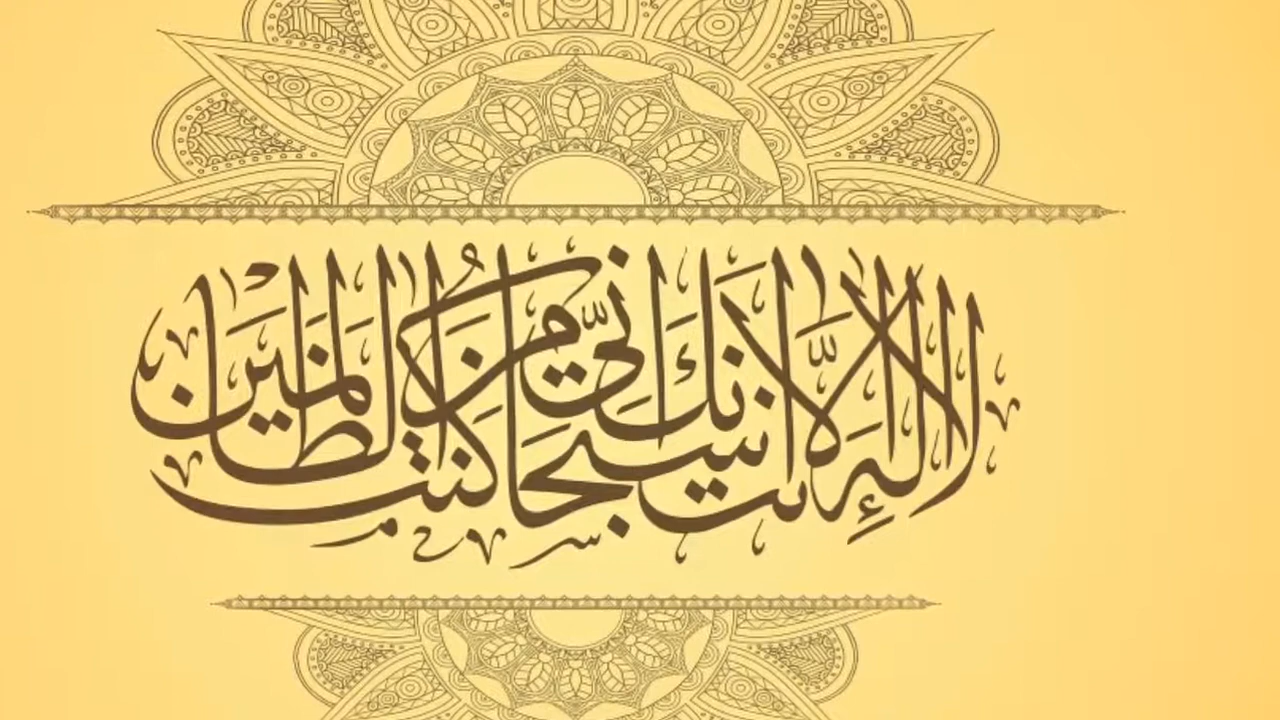 لا إله إلا أنت سبحانك إني كنت من الظالمين